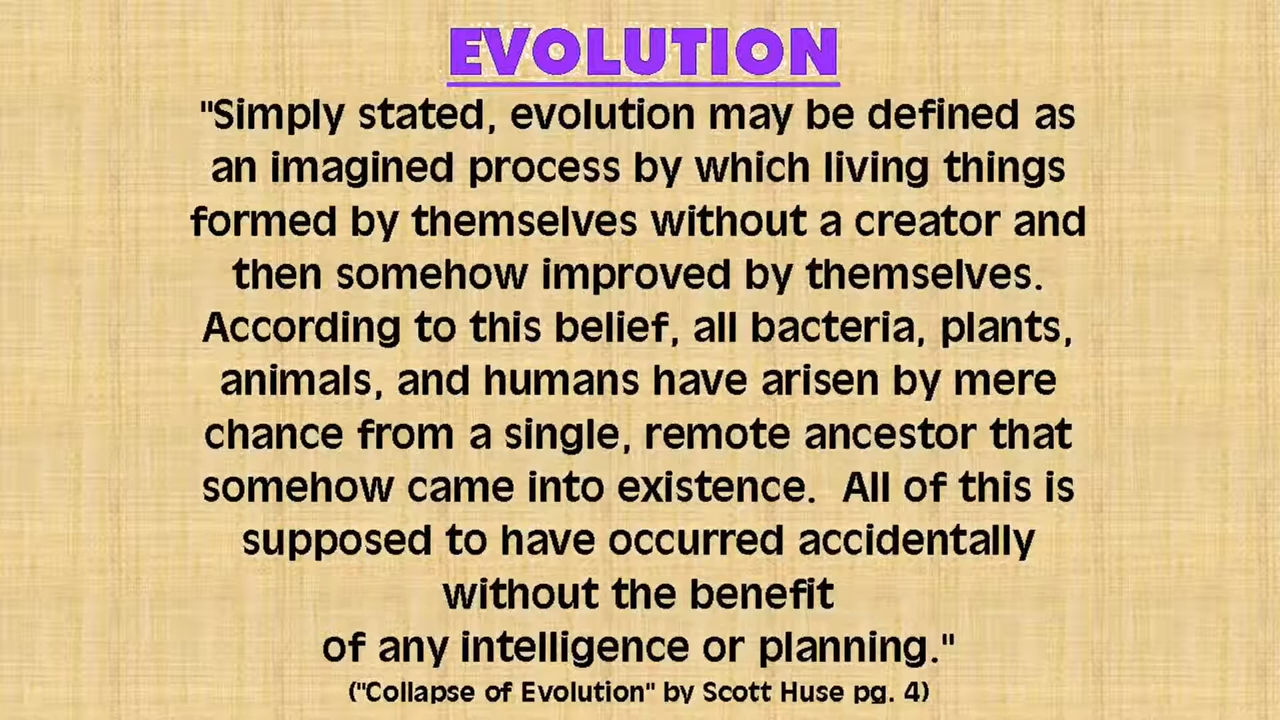 EVOLUTION
"Simply stated, evolution may be defined as
an imagined process by which living things
formed by themselves without a creator and
then somehow improved by themselves.
According to this belief, all bacteria, plants,
animals, and humans have arisen by mere
chance from a single, remote ancestor that
somehow came into existence.  All of this is
supposed to have occurred accidentally
without the benefit
of any intelligence or planning."
("Collapse of Evolution" by Scott Huse pg. 4)